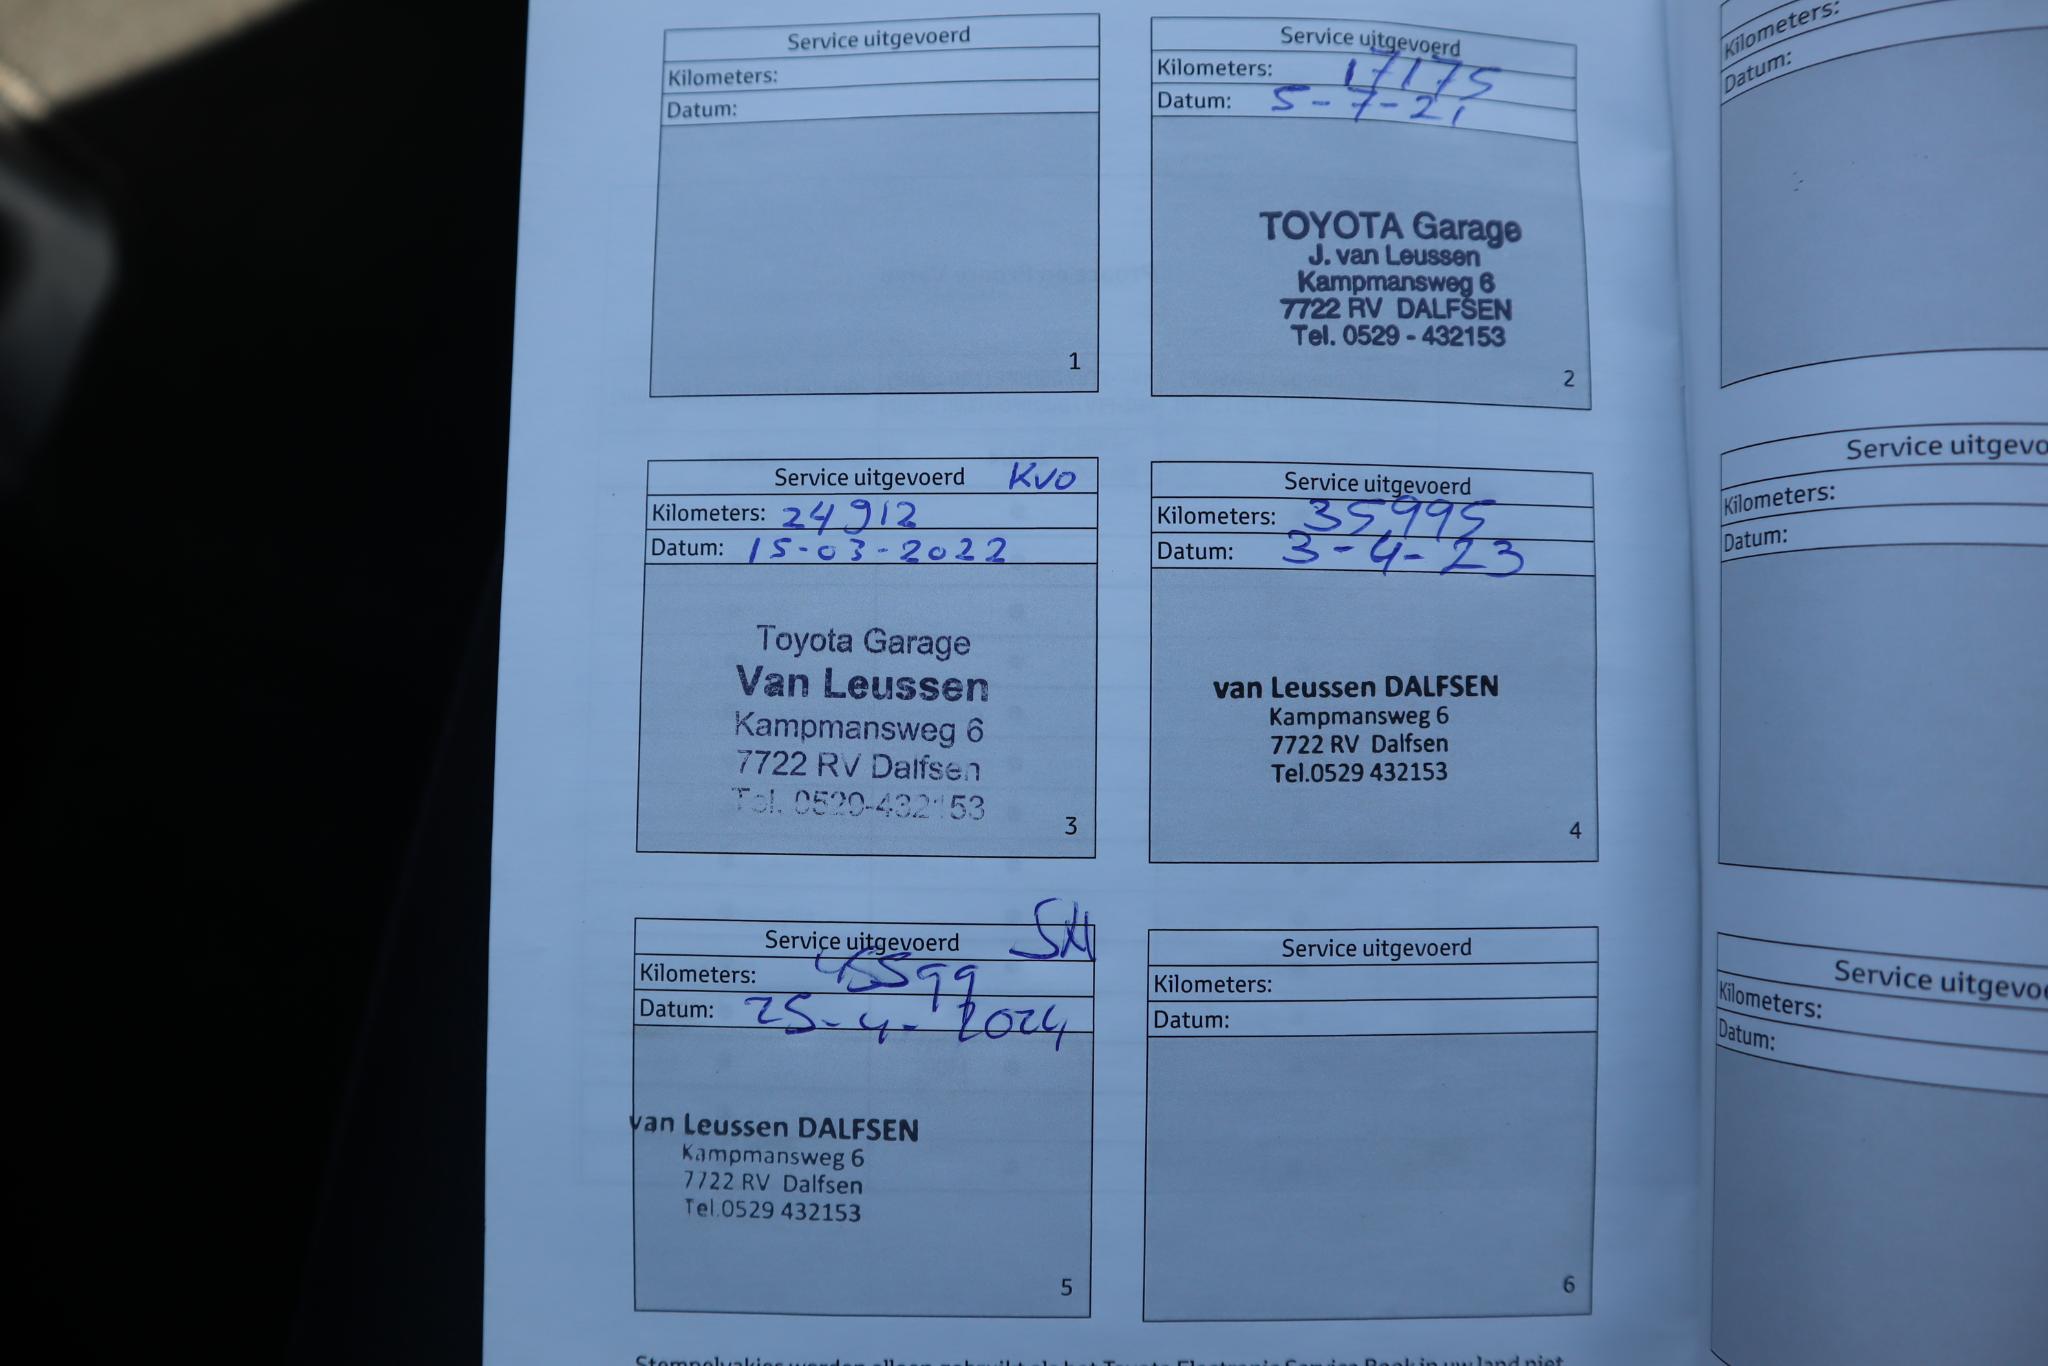 Service uitgevoerd
Kilometers:
Datum:
1
Service uitgevoerd
Kilometers: 17175
Datum: 5-7-21
TOYOTA Garage
J. van Leussen
Kampmansweg 6
7722 RV DALFSEN
Tel. 0529 - 432153
2
Service uitgevoerd KVO
Kilometers: 24912
Datum: 15-03-2022
Toyota Garage
Van Leussen
Kampmansweg 6
7722 RV Dalfsen
Tel. 0529-432153
3
Service uitgevoerd
Kilometers: 35995
Datum: 3-4-23
van Leussen DALFSEN
Kampmansweg 6
7722 RV Dalfsen
Tel.0529 432153
4
Service uitgevoerd
Kilometers: 45599
Datum: 25-4-2024
van Leussen DALFSEN
Kampmansweg 6
7722 RV Dalfsen
Tel.0529 432153
5
Service uitgevoerd
Kilometers:
Datum:
6
Kilometers:
Datum:
Service uitgevo
Kilometers:
Datum:
Service uitgevo
Kilometers:
Datum: